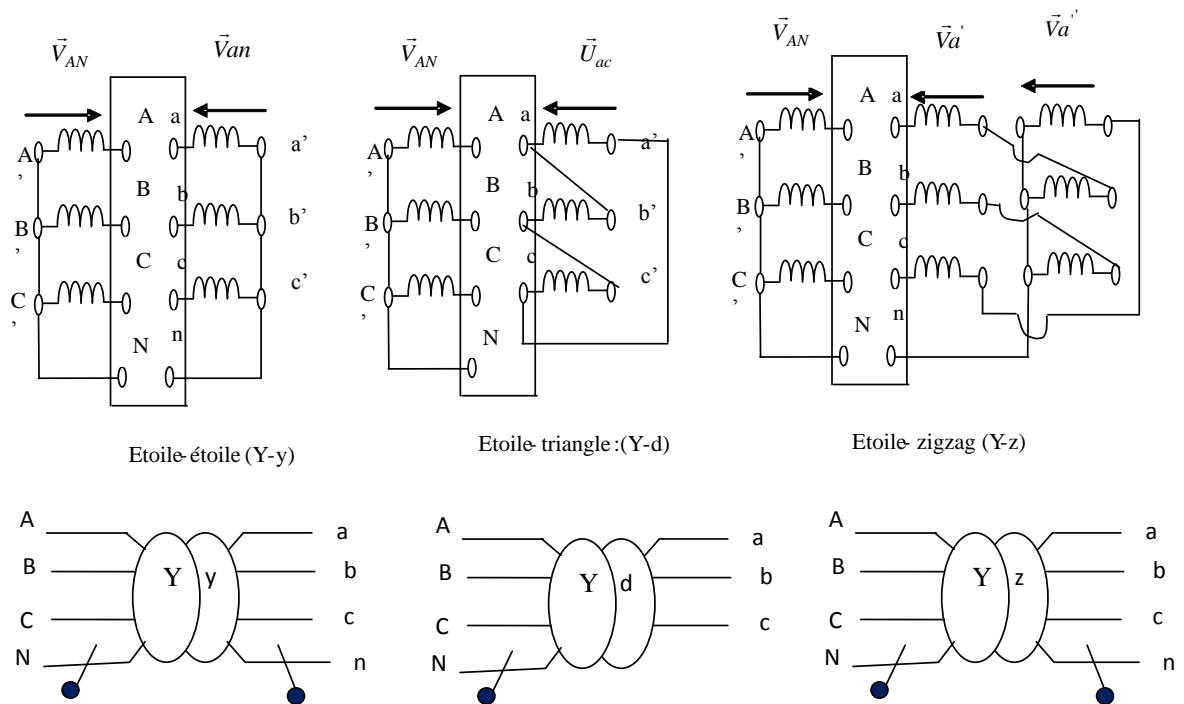 V⃗AN V⃗an
A a
A' a'
B b
B' b'
C c
C' c'
N n
Etoile-étoile (Y-y)
V⃗AN U⃗ac
A a
A' a'
B b
B' b'
C c
C' c'
N
Etoile-triangle :(Y-d)
V⃗AN V⃗a' V⃗a''
A a
A'
B b
B'
C c
C'
N n
Etoile-zigzag (Y-z)
A a
B Y y b
C c
N n
A a
B Y d b
C c
N
A a
B Y z b
C c
N n